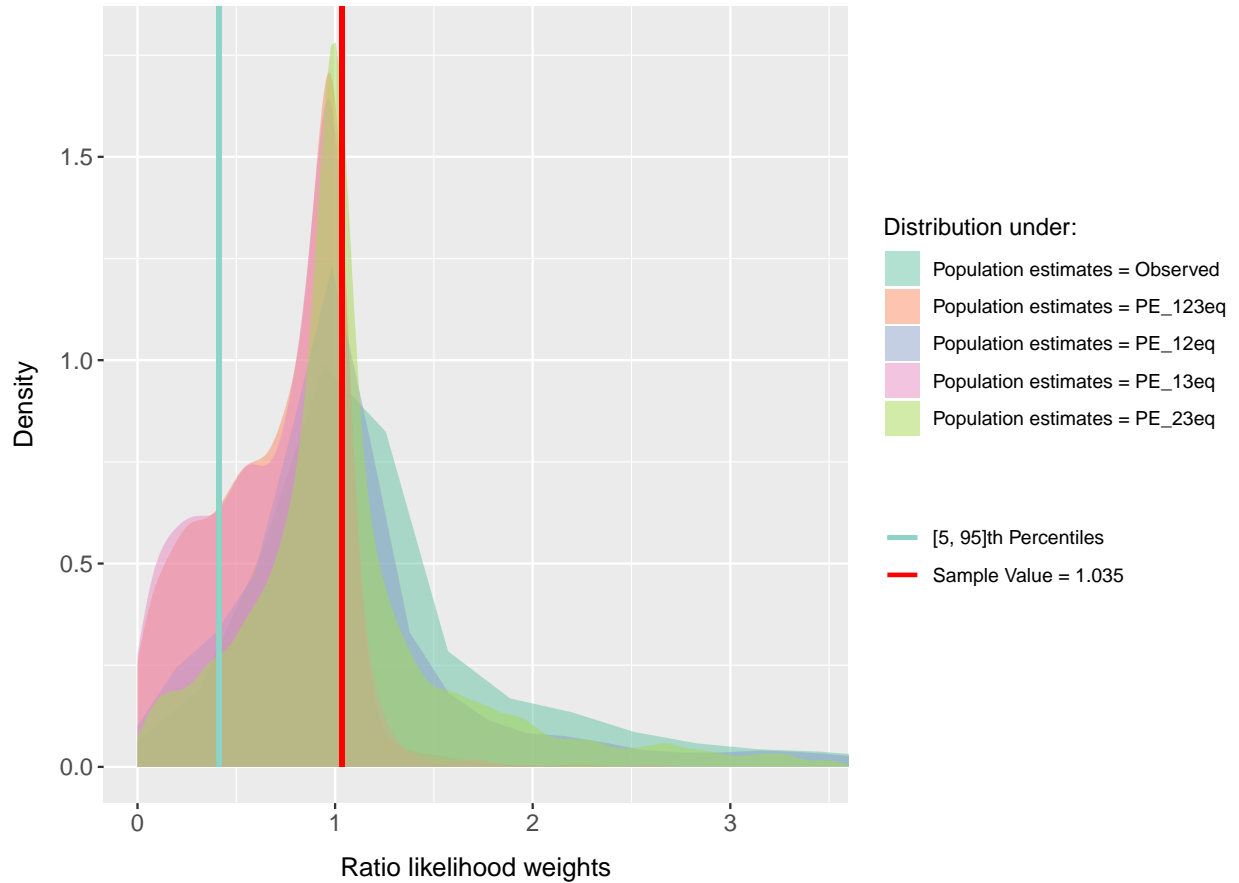 1.5
1.0
0.5
0.0
Density
0 1 2 3
Ratio likelihood weights
Distribution under:
Population estimates = Observed
Population estimates = PE_123eq
Population estimates = PE_12eq
Population estimates = PE_13eq
Population estimates = PE_23eq
[5, 95]th Percentiles
Sample Value = 1.035